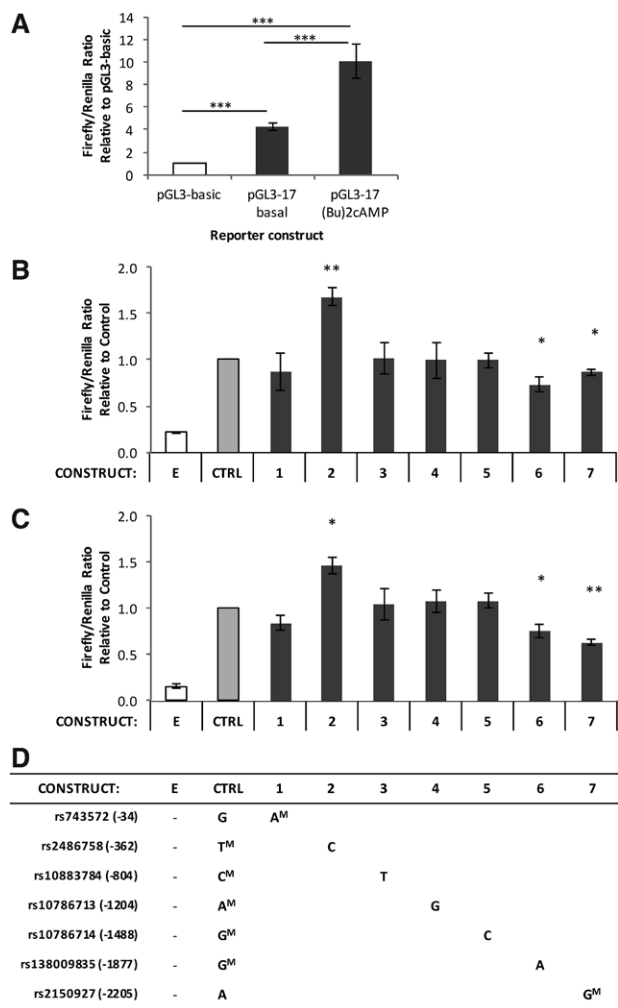 A
Firefly/Renilla Ratio
Relative to pGL3-basic
14
12
10
8
6
4
2
0
***
***
***
pGL3-basic pGL3-17 pGL3-17
basal (Bu)2cAMP
Reporter construct
B
Firefly/Renilla Ratio
Relative to Control
2.0
1.5
1.0
0.5
0.0
** * *
CONSTRUCT: E CTRL 1 2 3 4 5 6 7
C
Firefly/Renilla Ratio
Relative to Control
2.0
1.5
1.0
0.5
0.0
* * **
CONSTRUCT: E CTRL 1 2 3 4 5 6 7
D
CONSTRUCT: E CTRL 1 2 3 4 5 6 7
rs743572 (-34) - G Aᴹ
rs2486758 (-362) - Tᴹ C
rs10883784 (-804) - Cᴹ T
rs10786713 (-1204) - Aᴹ G
rs10786714 (-1488) - Gᴹ C
rs138009835 (-1877) - Gᴹ A
rs2150927 (-2205) - A Gᴹ